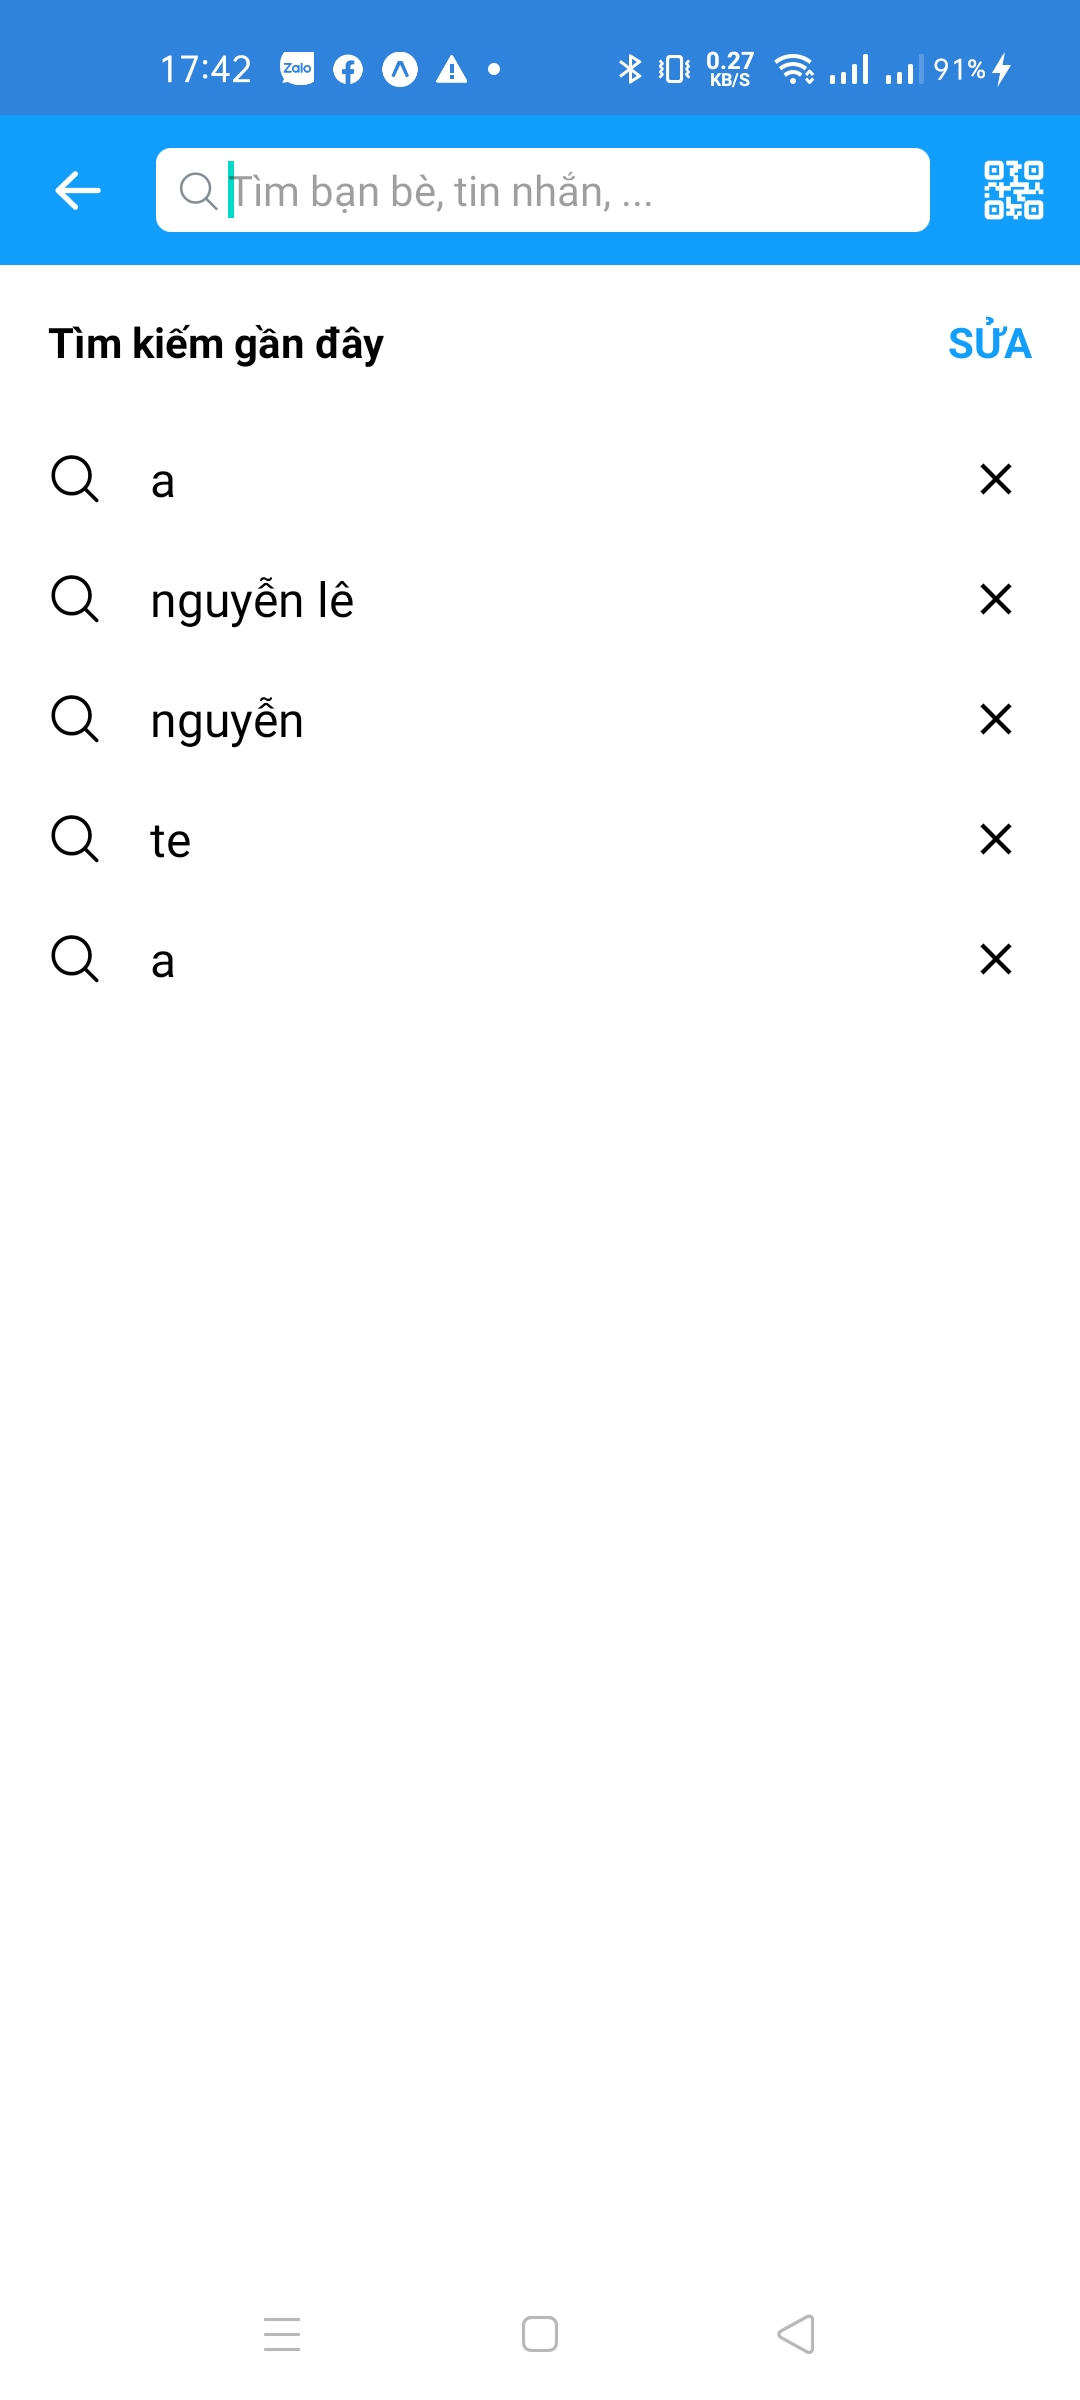 17:42 Zalo 0.27 KB/S 91%
Tìm bạn bè, tin nhắn, ...
Tìm kiếm gần đây SỬA
a
nguyễn lê
nguyễn
te
a